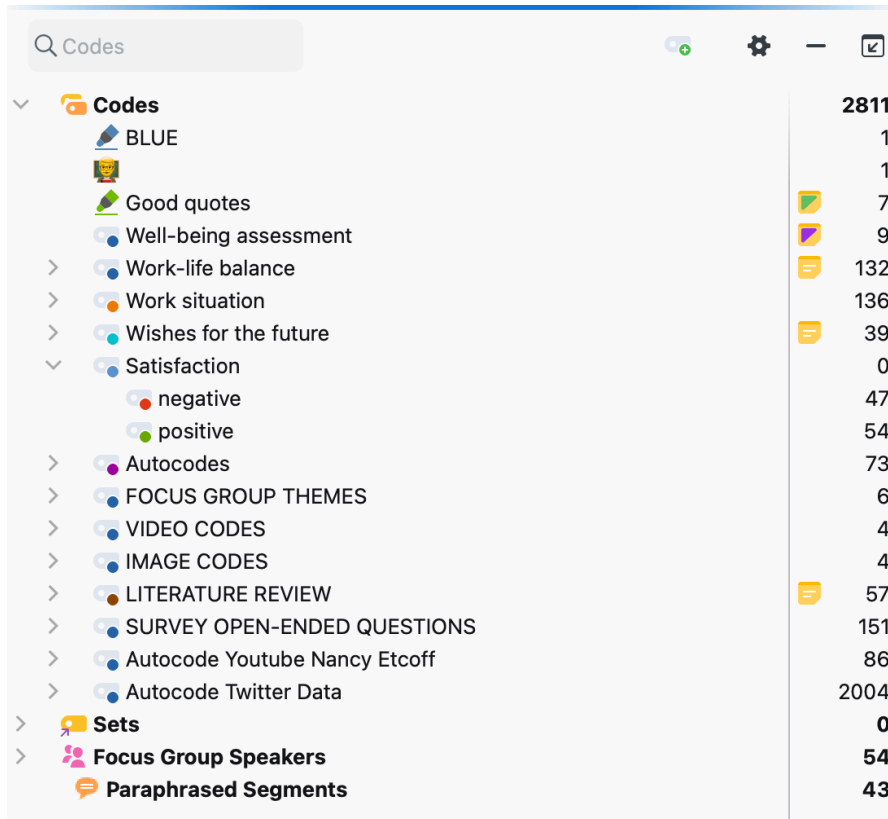 Codes
Codes 2811
BLUE 1
1
Good quotes 7
Well-being assessment 9
Work-life balance 132
Work situation 136
Wishes for the future 39
Satisfaction 0
negative 47
positive 54
Autocodes 73
FOCUS GROUP THEMES 6
VIDEO CODES 4
IMAGE CODES 4
LITERATURE REVIEW 57
SURVEY OPEN-ENDED QUESTIONS 151
Autocode Youtube Nancy Etcoff 86
Autocode Twitter Data 2004
Sets 0
Focus Group Speakers 54
Paraphrased Segments 43